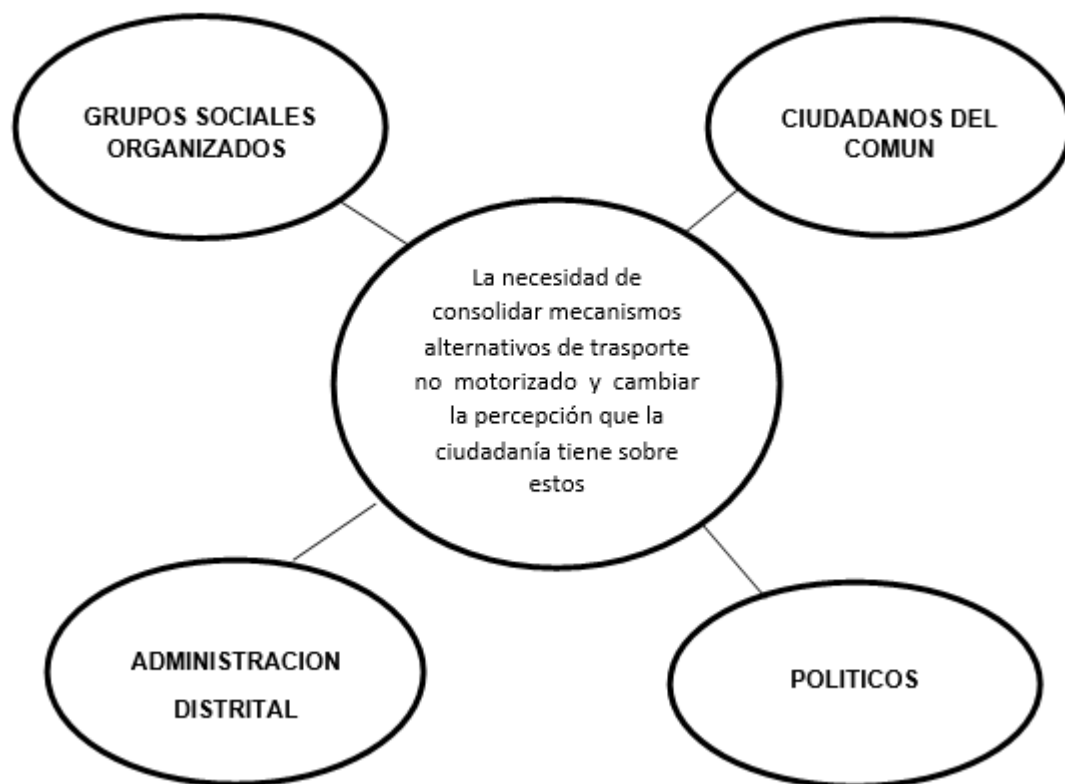 GRUPOS SOCIALES
ORGANIZADOS
CIUDADANOS DEL
COMUN
La necesidad de
consolidar mecanismos
alternativos de trasporte
no motorizado y cambiar
la percepción que la
ciudadanía tiene sobre
estos
ADMINISTRACION
DISTRITAL
POLITICOS